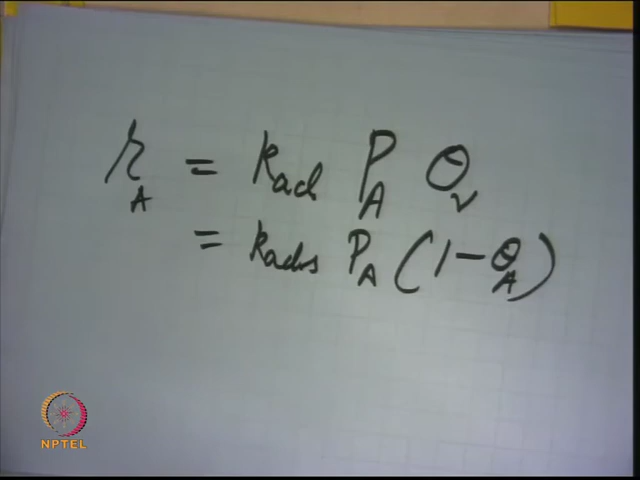 r_A = k_ad P_A θ_v
= k_ads P_A (1 - θ_A)
NPTEL